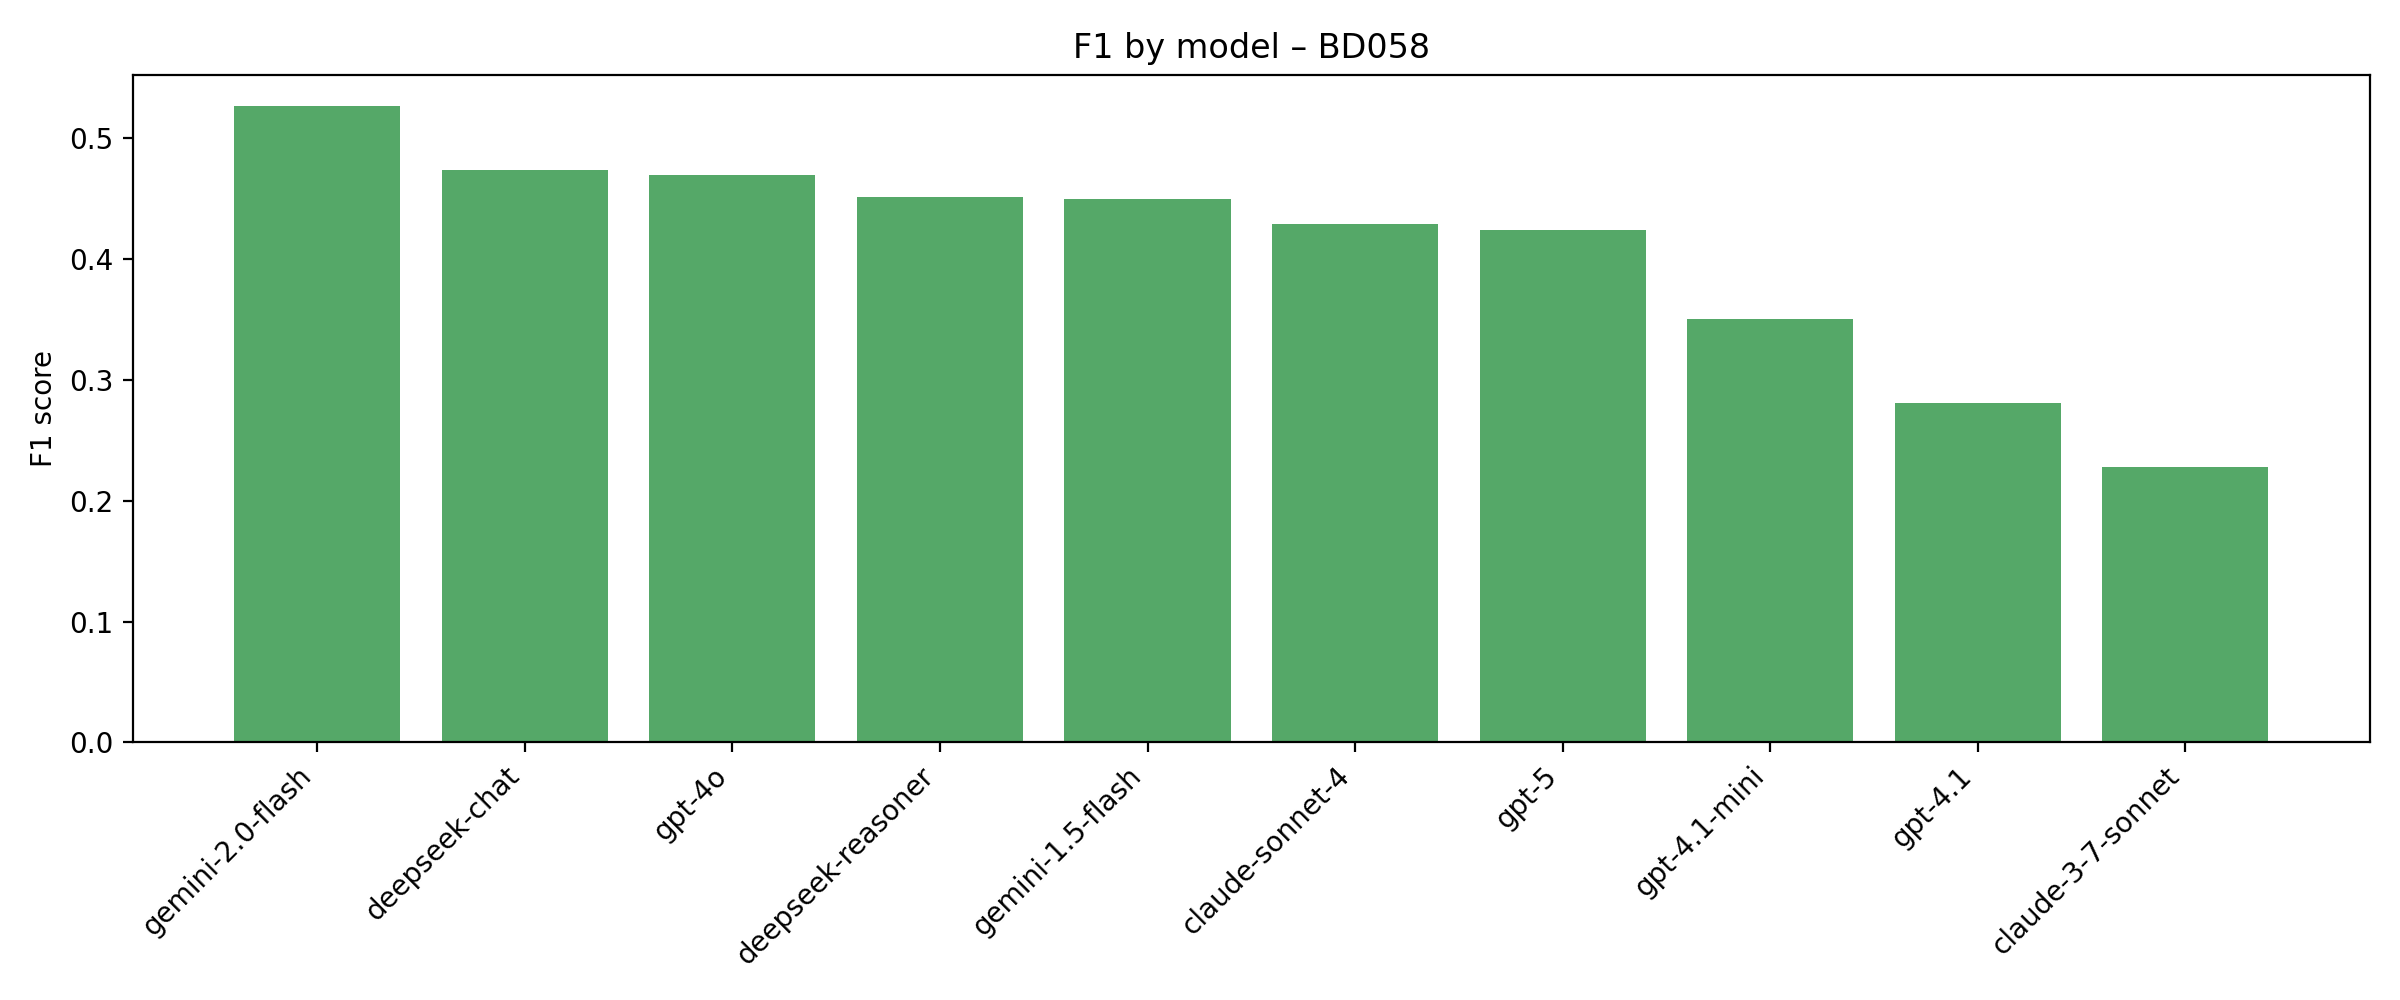 F1 by model – BD058
F1 score
0.5
0.4
0.3
0.2
0.1
0.0
gemini-2.0-flash
deepseek-chat
gpt-4o
deepseek-reasoner
gemini-1.5-flash
claude-sonnet-4
gpt-5
gpt-4.1-mini
gpt-4.1
claude-3-7-sonnet